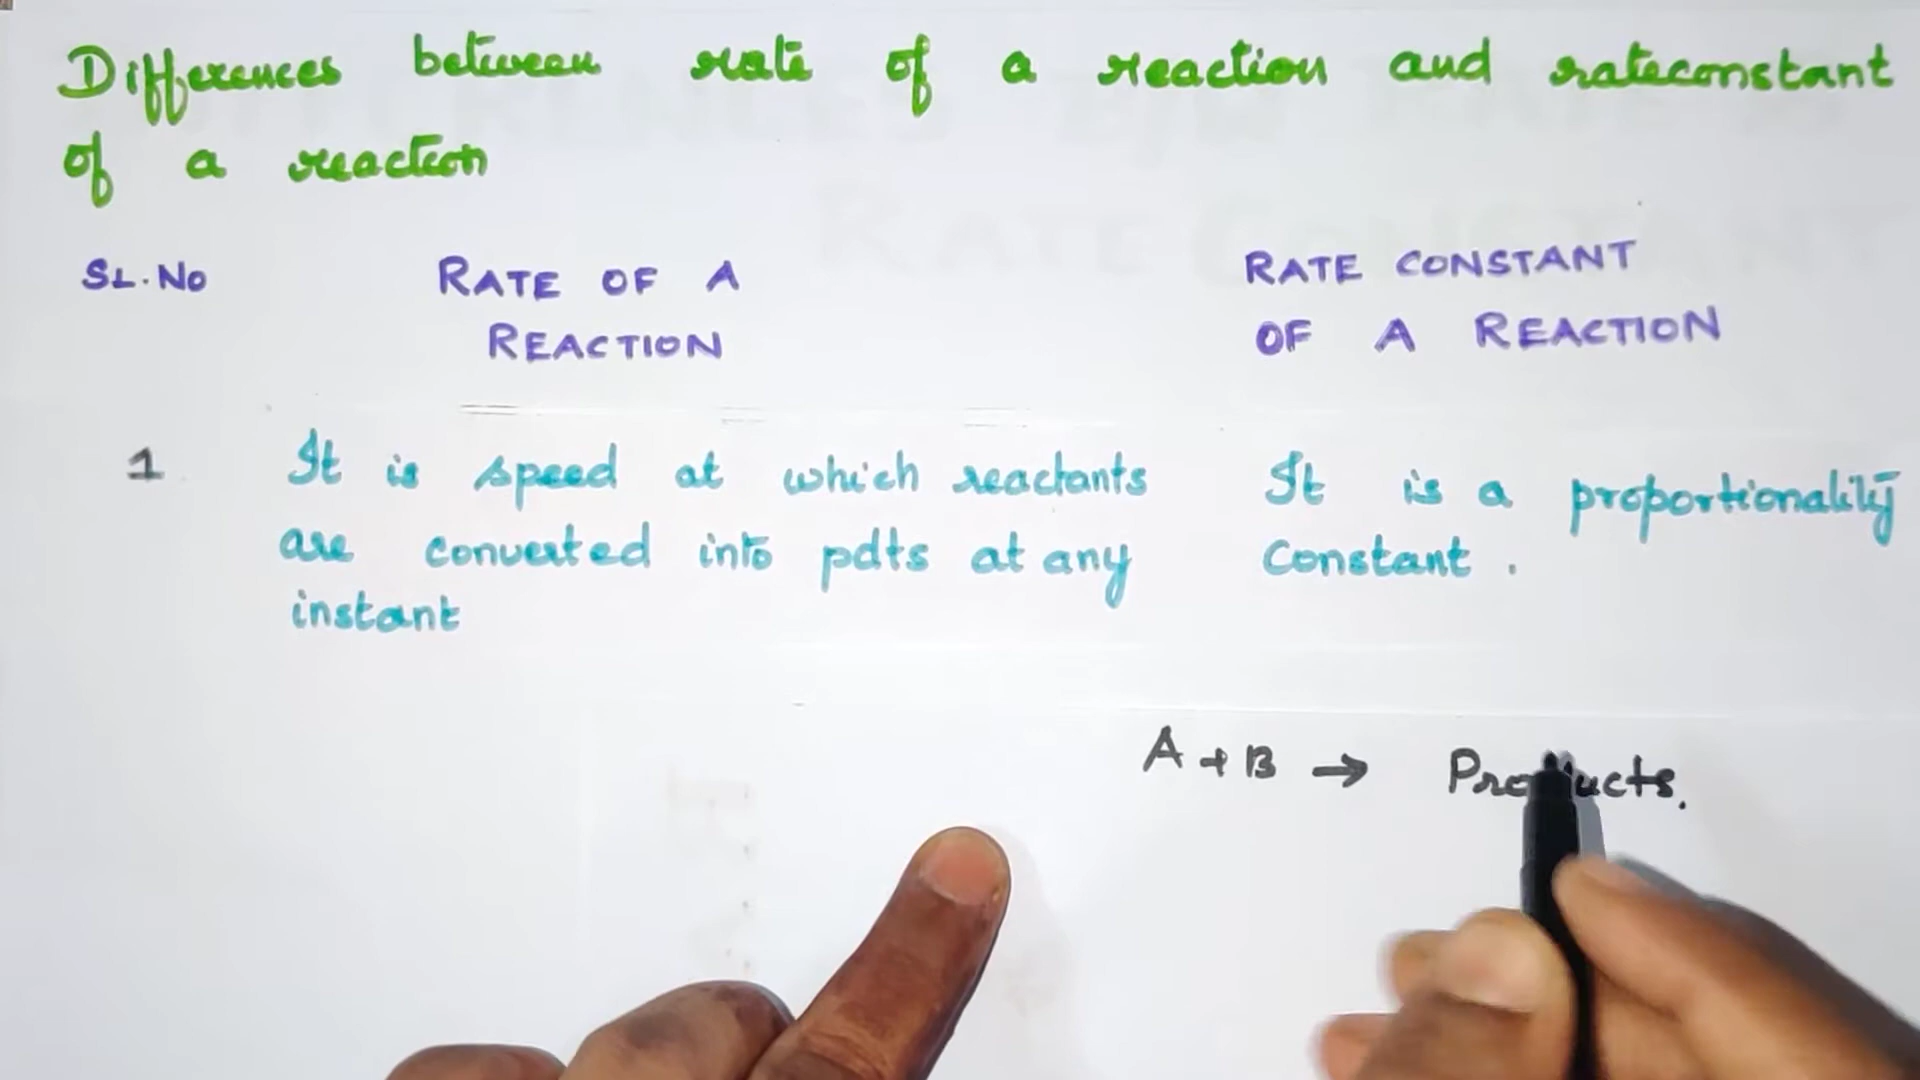 Differences between rate of a reaction and rateconstant
of a reaction
SL.No RATE OF A REACTION RATE CONSTANT OF A REACTION
1 It is speed at which reactants It is a proportionality
are converted into pdts at any Constant.
instant
A + B → Products.